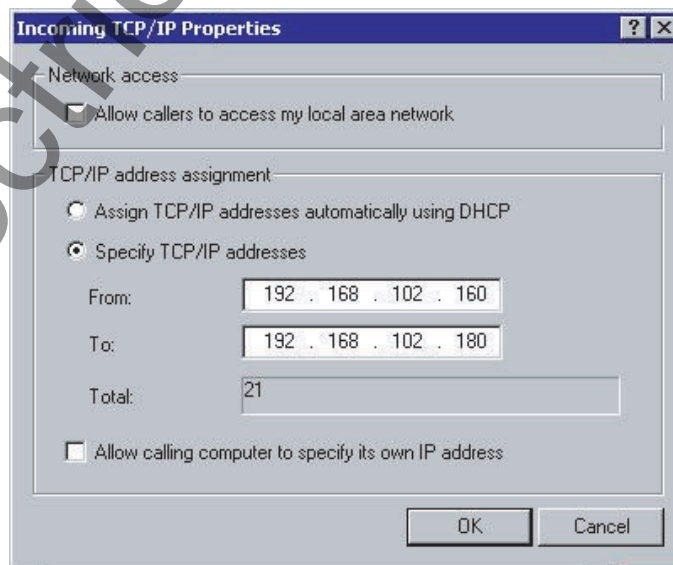 Incoming TCP/IP Properties
Network access
Allow callers to access my local area network
TCP/IP address assignment
Assign TCP/IP addresses automatically using DHCP
Specify TCP/IP addresses
From: 192 . 168 . 102 . 160
To: 192 . 168 . 102 . 180
Total: 21
Allow calling computer to specify its own IP address
OK Cancel